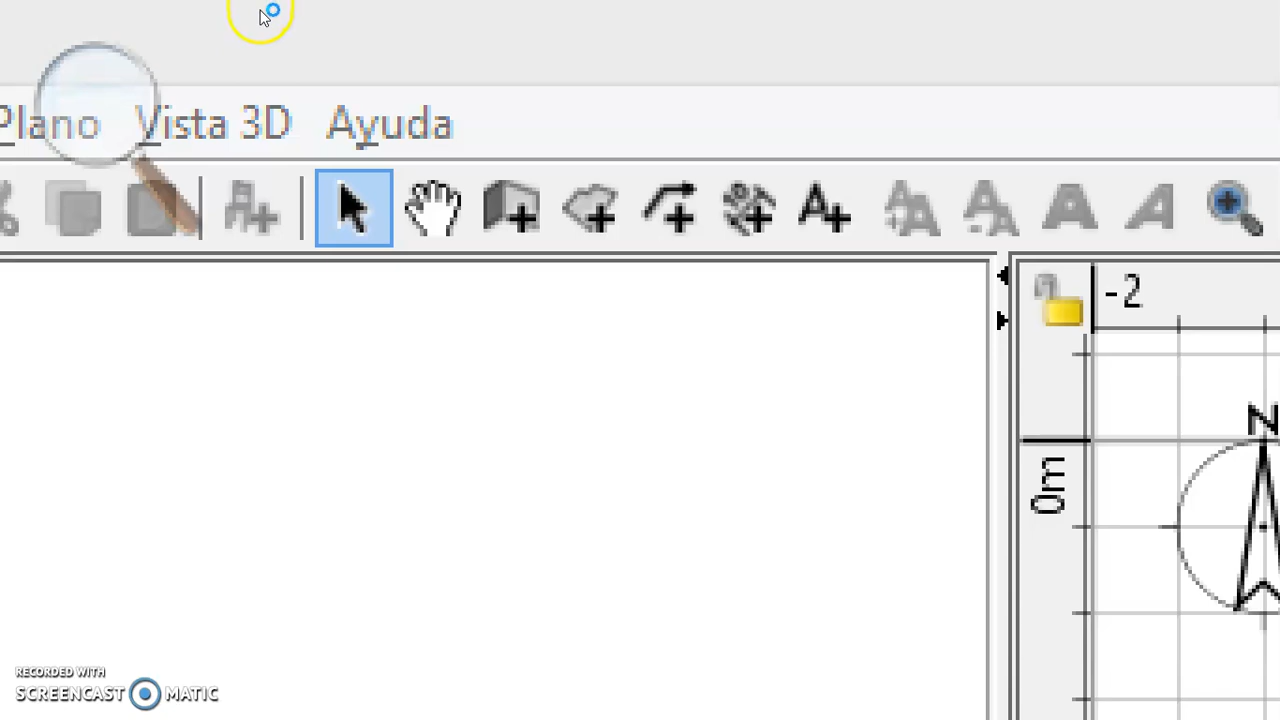 Plano Vista 3D Ayuda
-2
N
0m
RECORDED WITH
SCREENCAST MATIC